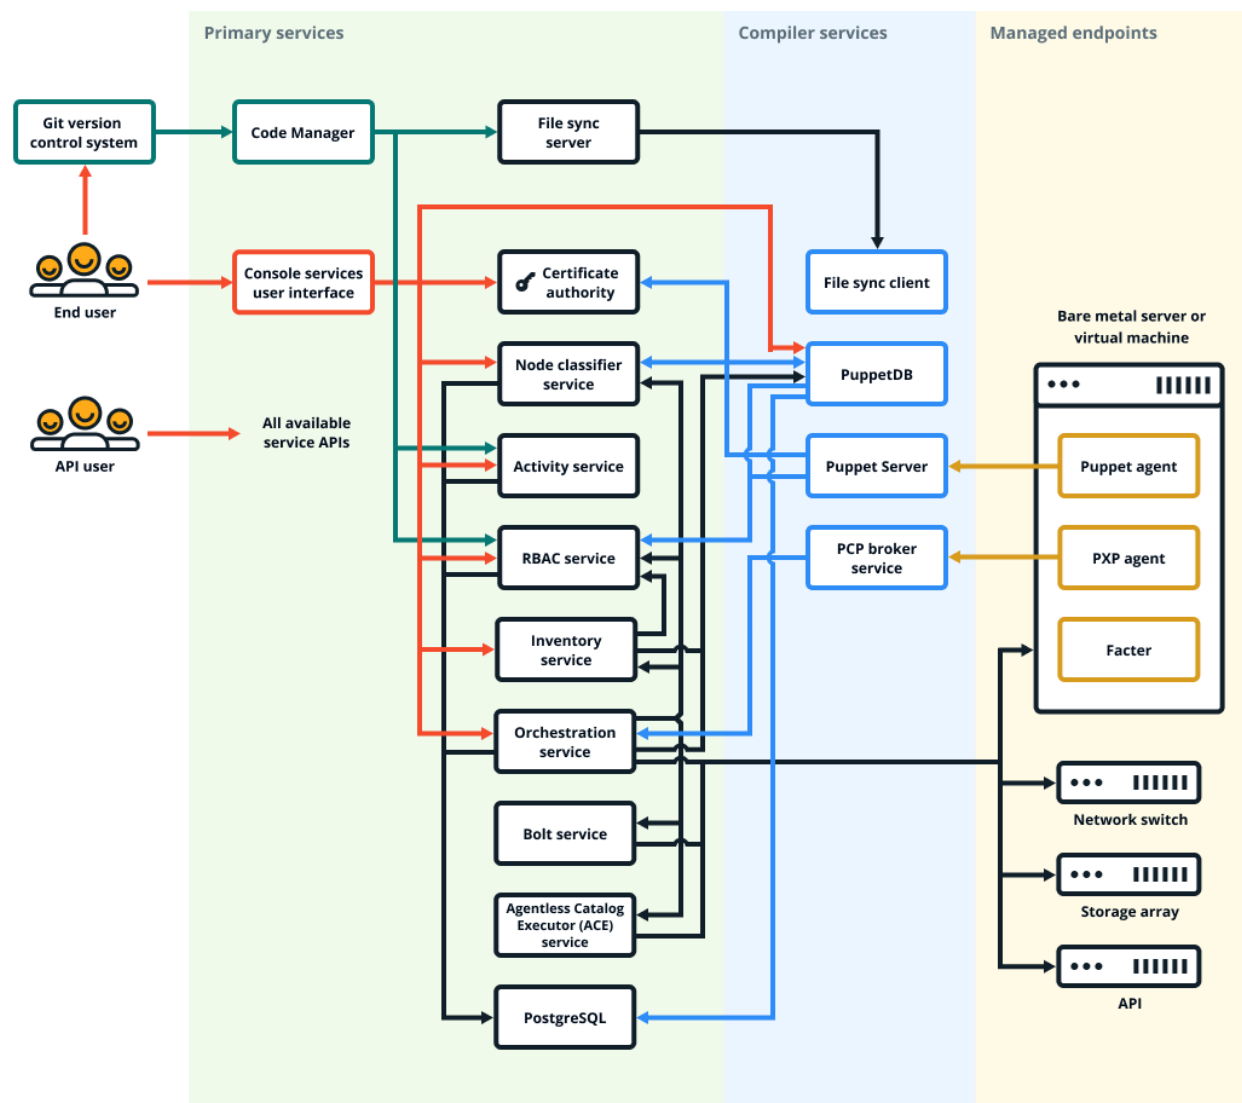 Primary services
Compiler services
Managed endpoints
Git version
control system
Code Manager
File sync
server
End user
Console services
user interface
Certificate
authority
File sync client
Bare metal server or
virtual machine
Node classifier
service
PuppetDB
API user
All available
service APIs
Activity service
Puppet Server
Puppet agent
RBAC service
PCP broker
service
PXP agent
Inventory
service
Facter
Orchestration
service
Network switch
Bolt service
Storage array
Agentless Catalog
Executor (ACE)
service
API
PostgreSQL